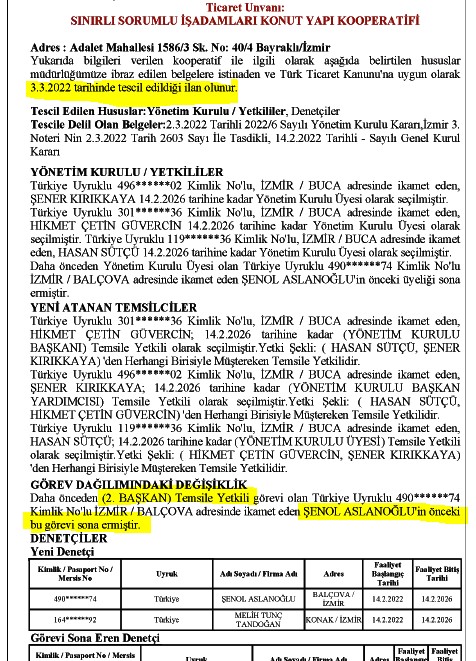 Ticaret Unvanı:
SINIRLI SORUMLU İŞADAMLARI KONUT YAPI KOOPERATİFİ
Adres : Adalet Mahallesi 1586/3 Sk. No: 40/4 Bayraklı/İzmir
Yukarıda bilgileri verilen kooperatif ile ilgili olarak aşağıda belirtilen hususlar
müdürlüğümüze ibraz edilen belgelere istinaden ve Türk Ticaret Kanunu'na uygun olarak
3.3.2022 tarihinde tescil edildiği ilan olunur.
Tescil Edilen Hususlar:Yönetim Kurulu / Yetkililer, Denetçiler
Tescile Delil Olan Belgeler:2.3.2022 Tarihli 2022/6 Sayılı Yönetim Kurulu Kararı,İzmir 3.
Noteri Nin 2.3.2022 Tarih 2603 Sayı İle Tasdikli, 14.2.2022 Tarihli - Sayılı Genel Kurul
Kararı
YÖNETİM KURULU / YETKİLİLER
Türkiye Uyruklu 496******02 Kimlik No'lu, İZMİR / BUCA adresinde ikamet eden,
ŞENER KIRIKKAYA 14.2.2026 tarihine kadar Yönetim Kurulu Üyesi olarak seçilmiştir.
Türkiye Uyruklu 301******36 Kimlik No'lu, İZMİR / BUCA adresinde ikamet eden,
HİKMET ÇETİN GÜVERCİN 14.2.2026 tarihine kadar Yönetim Kurulu Üyesi olarak
seçilmiştir. Türkiye Uyruklu 119******36 Kimlik No'lu, İZMİR / BUCA adresinde ikamet
eden, HASAN SÜTÇÜ 14.2.2026 tarihine kadar Yönetim Kurulu Üyesi olarak seçilmiştir.
Daha önceden Yönetim Kurulu Üyesi olan Türkiye Uyruklu 490******74 Kimlik No'lu
İZMİR / BALÇOVA adresinde ikamet eden ŞENOL ASLANOĞLU'in önceki üyeliği sona
ermiştir.
YENİ ATANAN TEMSİLCİLER
Türkiye Uyruklu 301******36 Kimlik No'lu, İZMİR / BUCA adresinde ikamet eden,
HİKMET ÇETİN GÜVERCİN; 14.2.2026 tarihine kadar (YÖNETİM KURULU
BAŞKANI) Temsile Yetkili olarak seçilmiştir.Yetki Şekli: ( HASAN SÜTÇÜ, ŞENER
KIRIKKAYA) 'den Herhangi Birisiyle Müştereken Temsile Yetkilidir.
Türkiye Uyruklu 496******02 Kimlik No'lu, İZMİR / BUCA adresinde ikamet eden,
ŞENER KIRIKKAYA; 14.2.2026 tarihine kadar (YÖNETİM KURULU BAŞKAN
YARDIMCISI) Temsile Yetkili olarak seçilmiştir.Yetki Şekli: ( HASAN SÜTÇÜ,
HİKMET ÇETİN GÜVERCİN) 'den Herhangi Birisiyle Müştereken Temsile Yetkilidir.
Türkiye Uyruklu 119******36 Kimlik No'lu, İZMİR / BUCA adresinde ikamet eden,
HASAN SÜTÇÜ; 14.2.2026 tarihine kadar (YÖNETİM KURULU ÜYESİ) Temsile Yetkili
olarak seçilmiştir.Yetki Şekli: ( HİKMET ÇETİN GÜVERCİN, ŞENER KIRIKKAYA)
'den Herhangi Birisiyle Müştereken Temsile Yetkilidir.
GÖREV DAĞILIMINDAKİ DEĞİŞİKLİK
Daha önceden (2. BAŞKAN) Temsile Yetkili görevi olan Türkiye Uyruklu 490******74
Kimlik No'lu İZMİR / BALÇOVA adresinde ikamet eden ŞENOL ASLANOĞLU'in önceki
bu görevi sona ermiştir.
DENETÇİLER
Yeni Denetçi
Kimlik / Pasaport No / Mersis No Uyruk Adı Soyadı / Firma Adı Adres Faaliyet Başlangıç Tarihi Faaliyet Bitiş Tarihi
490******74 Türkiye ŞENOL ASLANOĞLU BALÇOVA / İZMİR 14.2.2022 14.2.2026
164******92 Türkiye MELİH TUNÇ TANDOĞAN KONAK / İZMİR 14.2.2022 14.2.2026
Görevi Sona Eren Denetçi
Kimlik / Pasaport No / Mersis Uyruk Adı Soyadı / Firma Adı Adres Faaliyet Başlangıç Faaliyet Bitiş